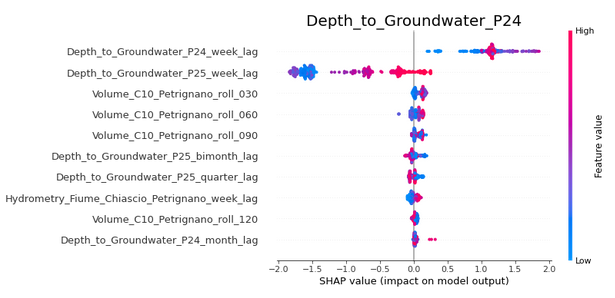 Depth_to_Groundwater_P24
High
Depth_to_Groundwater_P24_week_lag
Depth_to_Groundwater_P25_week_lag
Volume_C10_Petrignano_roll_030
Volume_C10_Petrignano_roll_060
Volume_C10_Petrignano_roll_090
Depth_to_Groundwater_P25_bimonth_lag
Depth_to_Groundwater_P25_quarter_lag
Hydrometry_Fiume_Chiascio_Petrignano_week_lag
Volume_C10_Petrignano_roll_120
Depth_to_Groundwater_P24_month_lag
Feature value
Low
−2.0 −1.5 −1.0 −0.5 0.0 0.5 1.0 1.5 2.0
SHAP value (impact on model output)